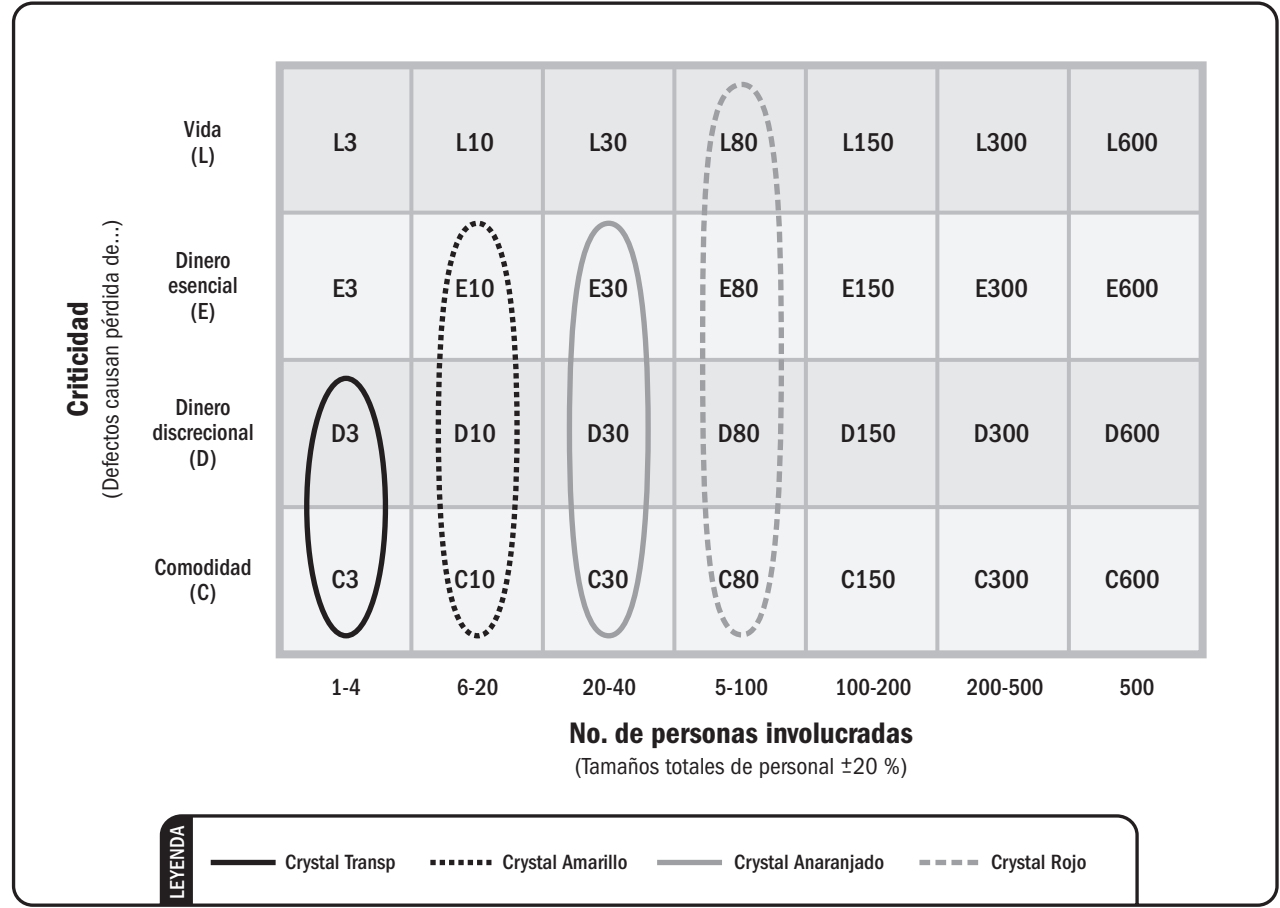 Vida
(L)
L3 L10 L30 L80 L150 L300 L600
Dinero
esencial
(E)
E3 E10 E30 E80 E150 E300 E600
Criticidad
(Defectos causan pérdida de...)
Dinero
discrecional
(D)
D3 D10 D30 D80 D150 D300 D600
Comodidad
(C)
C3 C10 C30 C80 C150 C300 C600
1-4 6-20 20-40 5-100 100-200 200-500 500
No. de personas involucradas
(Tamaños totales de personal ±20 %)
LEYENDA
Crystal Transp Crystal Amarillo Crystal Anaranjado Crystal Rojo